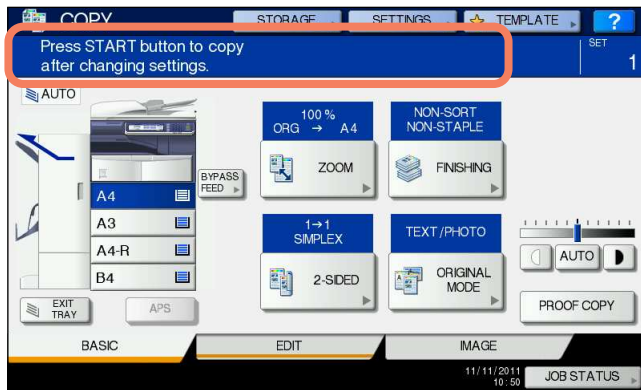 COPY
STORAGE
SETTINGS
TEMPLATE
?
Press START button to copy
after changing settings.
SET
1
AUTO
100 %
ORG → A4
ZOOM
NON-SORT
NON-STAPLE
FINISHING
BYPASS
FEED
A4
A3
A4-R
B4
1→1
SIMPLEX
2-SIDED
TEXT/PHOTO
ORIGINAL
MODE
AUTO
EXIT
TRAY
APS
PROOF COPY
BASIC
EDIT
IMAGE
11/11/2011
10:50
JOB STATUS